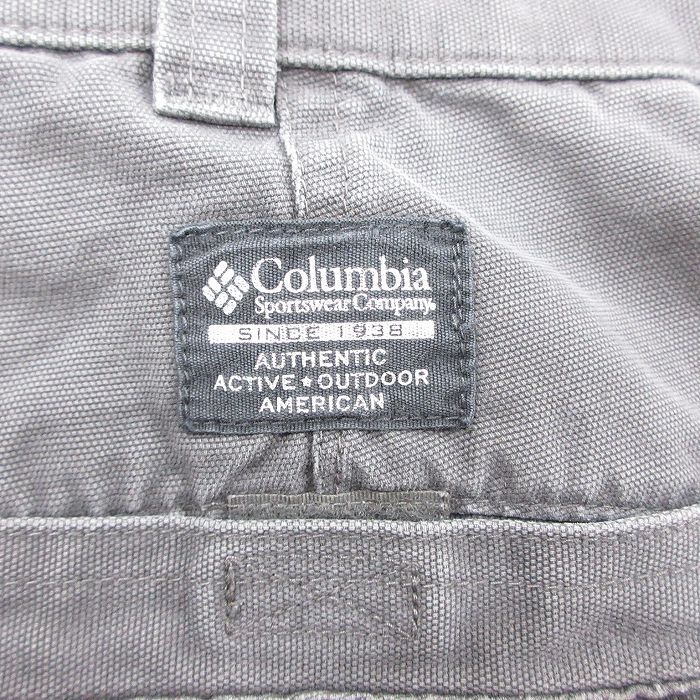 Columbia
Sportswear Company®
SINCE 1938
AUTHENTIC
ACTIVE★OUTDOOR
AMERICAN